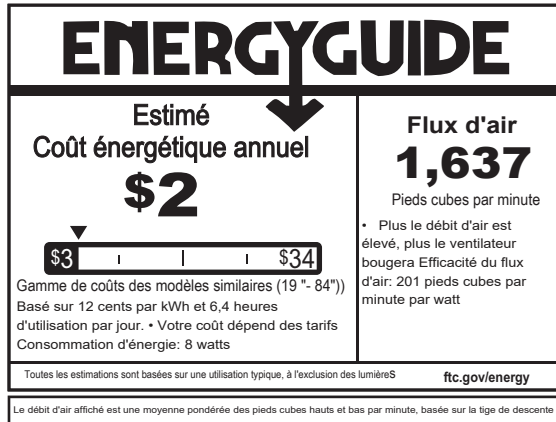 ENERGYGUIDE
Estimé
Coût énergétique annuel
$2
$3
$34
Gamme de coûts des modèles similaires (19 "- 84"))
Basé sur 12 cents par kWh et 6,4 heures
d'utilisation par jour. • Votre coût dépend des tarifs
Consommation d'énergie: 8 watts
Flux d'air
1,637
Pieds cubes par minute
• Plus le débit d'air est
élevé, plus le ventilateur
bougera Efficacité du flux
d'air: 201 pieds cubes par
minute par watt
Toutes les estimations sont basées sur une utilisation typique, à l'exclusion des lumièreS
ftc.gov/energy
Le débit d'air affiché est une moyenne pondérée des pieds cubes hauts et bas par minute, basée sur la tige de descente